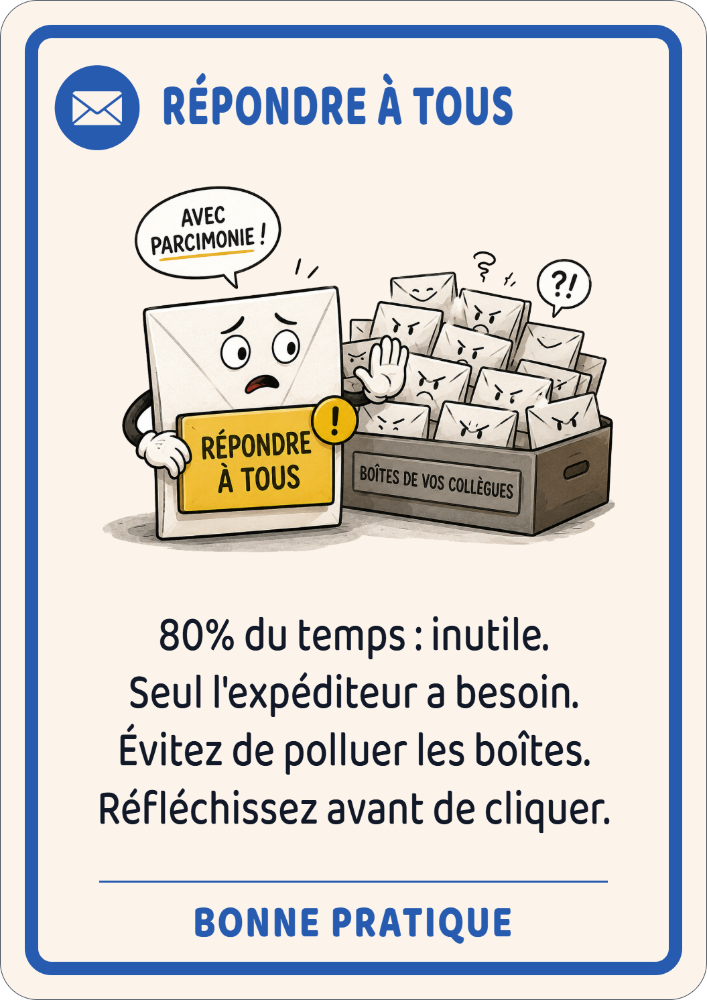 RÉPONDRE À TOUS
AVEC
PARCIMONIE !
?!
!
RÉPONDRE
À TOUS
BOÎTES DE VOS COLLÈGUES
80% du temps : inutile.
Seul l'expéditeur a besoin.
Évitez de polluer les boîtes.
Réfléchissez avant de cliquer.
BONNE PRATIQUE